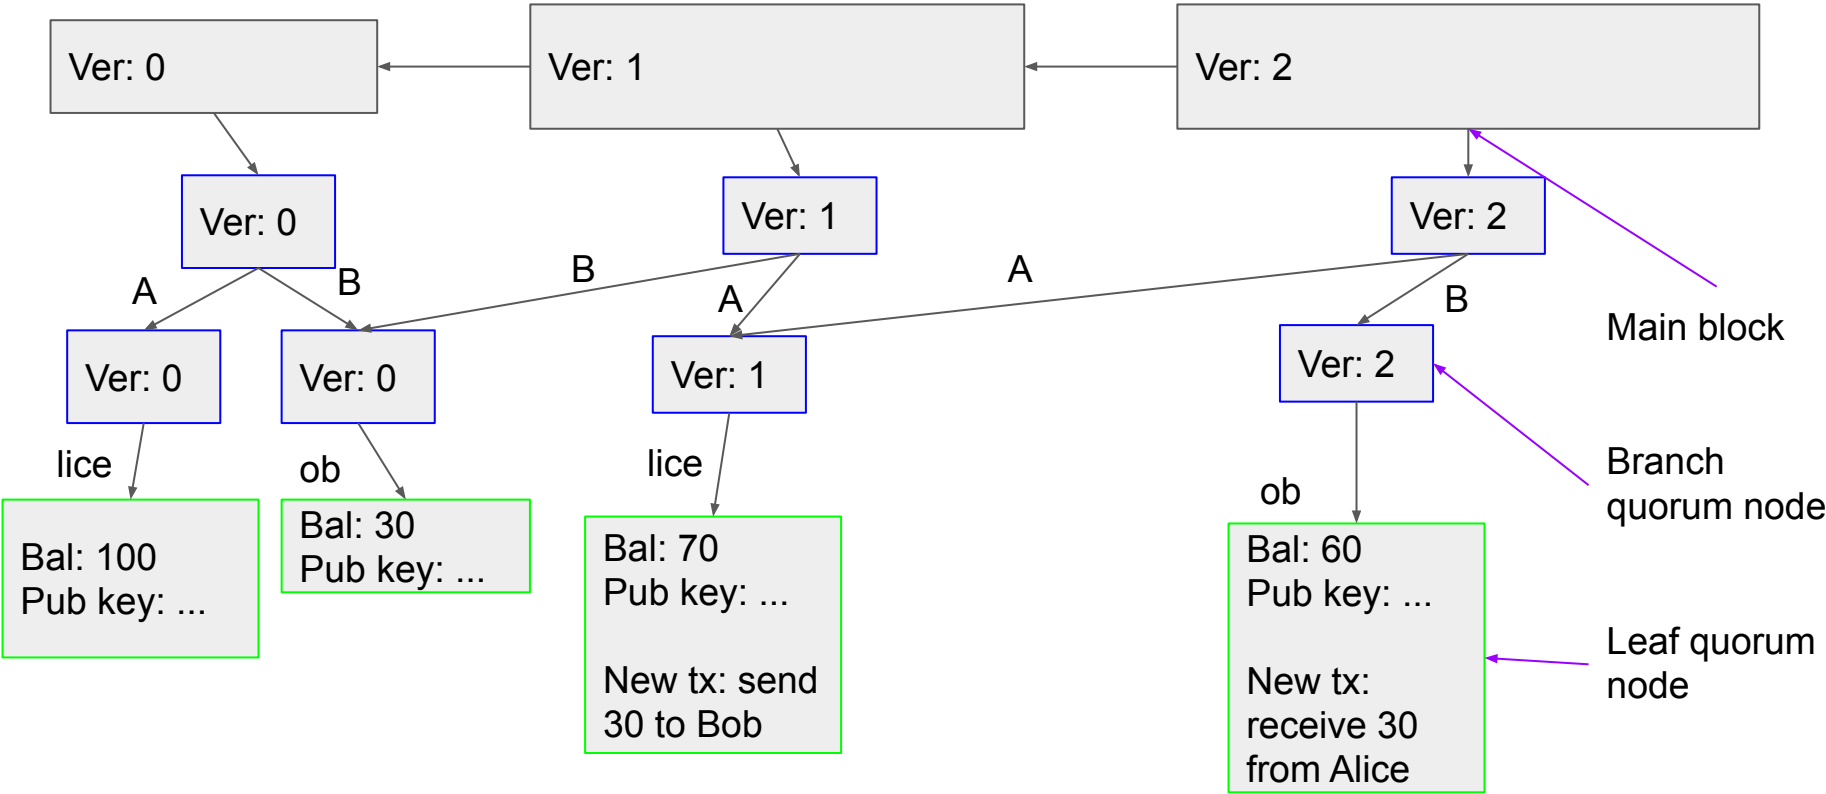 Ver: 0
Ver: 1
Ver: 2
Ver: 0
Ver: 1
Ver: 2
A
B
B
A
A
B
Main block
Ver: 0
Ver: 0
Ver: 1
Ver: 2
lice
ob
lice
ob
Branch
quorum node
Bal: 100
Pub key: ...
Bal: 30
Pub key: ...
Bal: 70
Pub key: ...
New tx: send
30 to Bob
Bal: 60
Pub key: ...
New tx:
receive 30
from Alice
Leaf quorum
node